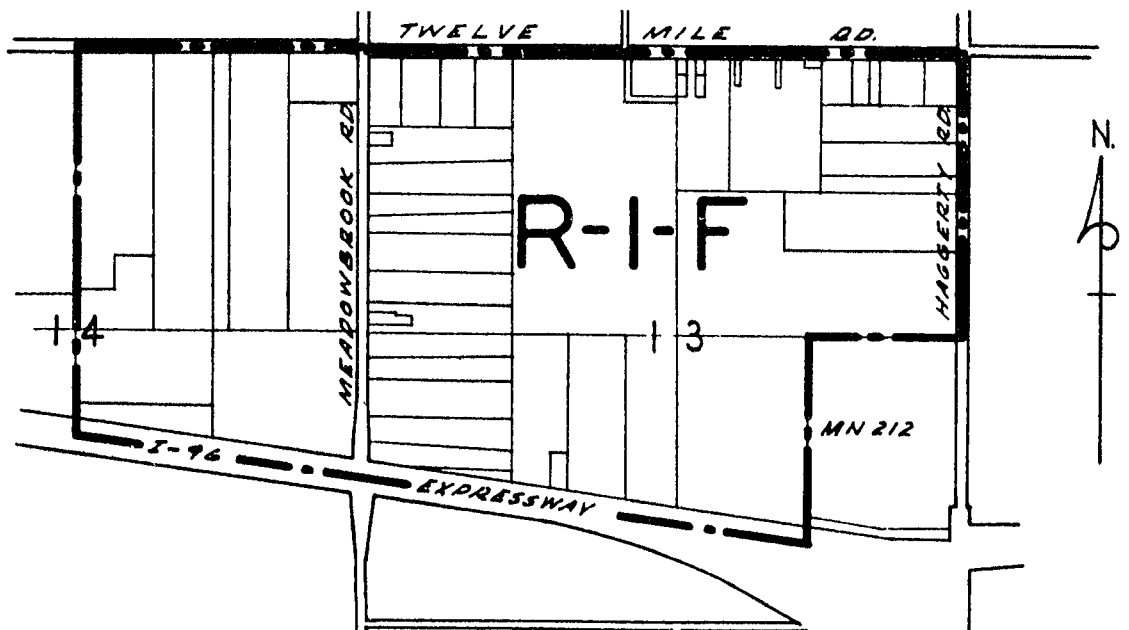 TWELVE MILE RD.
MEADOWBROOK RD.
HAGGERTY RD.
N.
R-1-F
14
13
MN 212
I-96 EXPRESSWAY